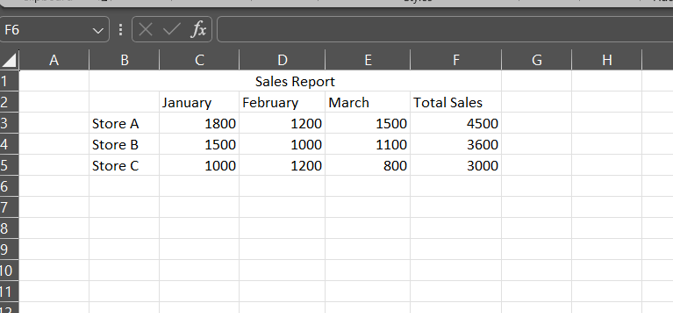 F6 fx
A B C D E F G H
1 Sales Report
2 January February March Total Sales
3 Store A 1800 1200 1500 4500
4 Store B 1500 1000 1100 3600
5 Store C 1000 1200 800 3000
6
7
8
9
10
11